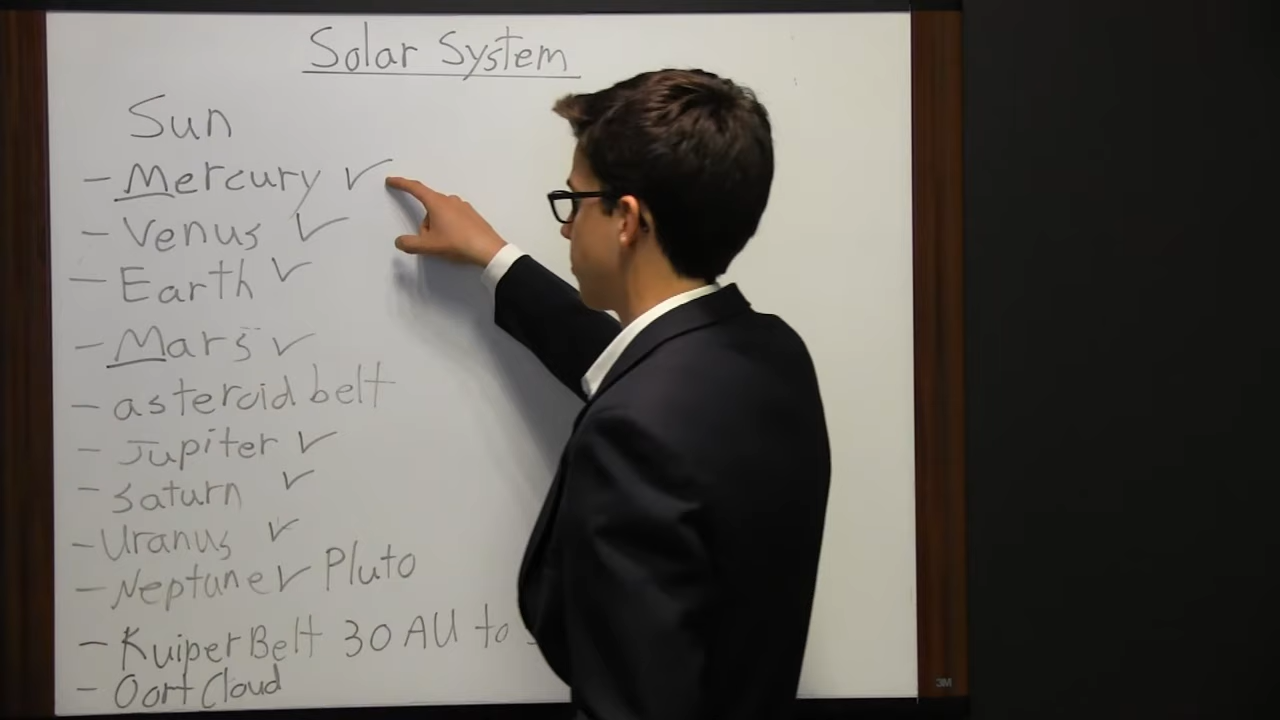 Solar System
Sun
- Mercury ✓
- Venus ✓
- Earth ✓
- Mars ✓
- asteroid belt
- Jupiter ✓
- Saturn ✓
- Uranus ✓
- Neptune ✓ Pluto
- Kuiper Belt 30 AU to
- Oort Cloud
3M